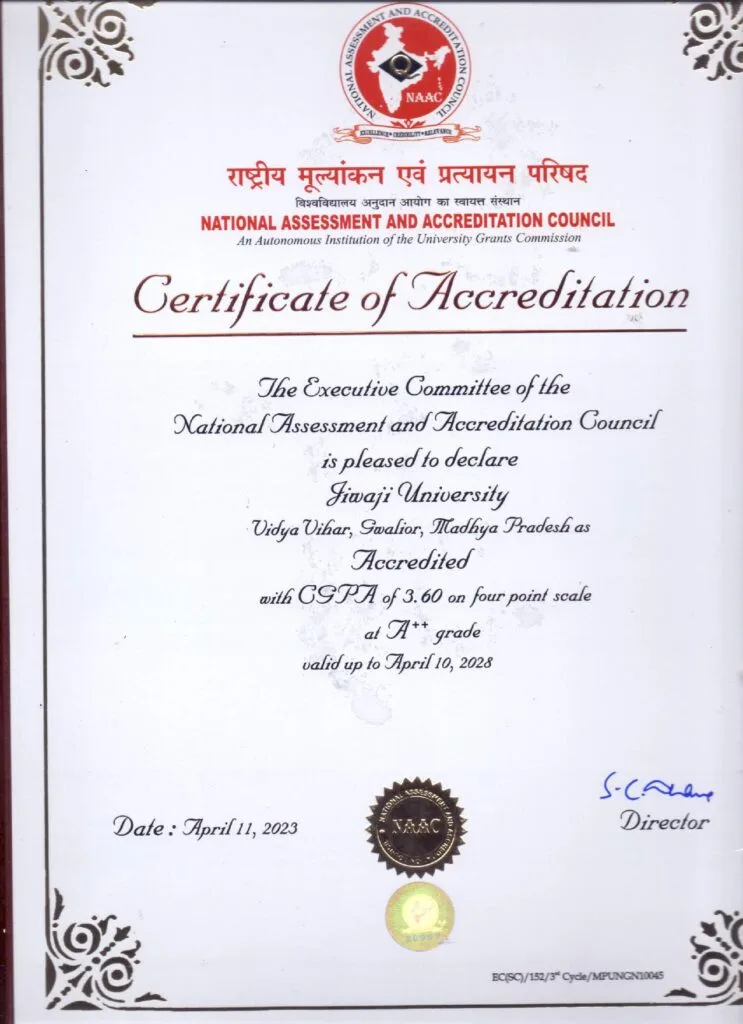 NATIONAL ASSESSMENT AND ACCREDITATION COUNCIL
NAAC
EXCELLENCE • CREDIBILITY • RELEVANCE
राष्ट्रीय मूल्यांकन एवं प्रत्यायन परिषद
विश्वविद्यालय अनुदान आयोग का स्वायत्त संस्थान
NATIONAL ASSESSMENT AND ACCREDITATION COUNCIL
An Autonomous Institution of the University Grants Commission
Certificate of Accreditation
The Executive Committee of the
National Assessment and Accreditation Council
is pleased to declare
Jiwaji University
Vidya Vihar, Gwalior, Madhya Pradesh as
Accredited
with CGPA of 3.60 on four point scale
at A++ grade
valid up to April 10, 2028
Date : April 11, 2023
NAAC
Director
EC(SC)/152/3rd Cycle/MPUNGN10045